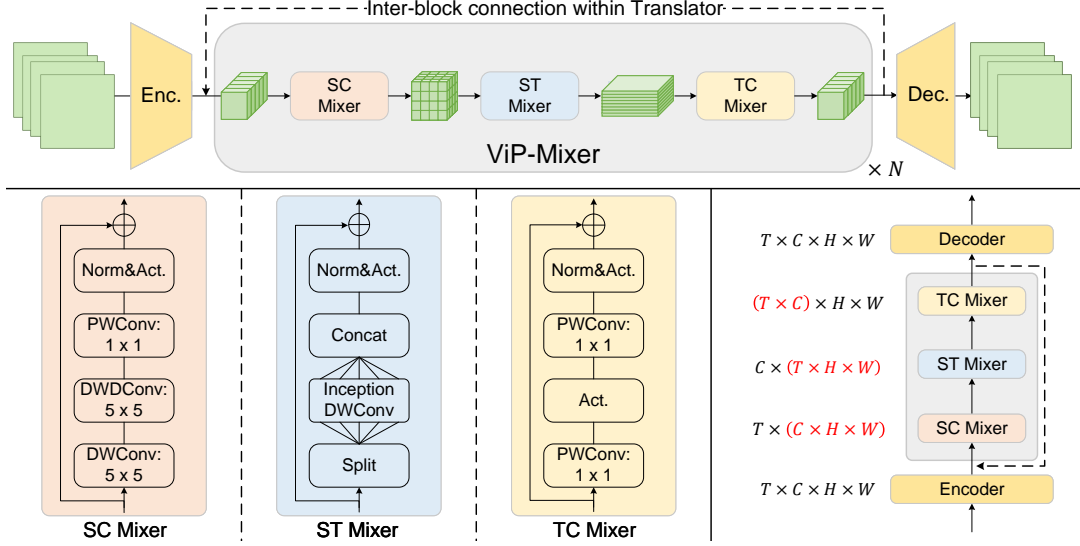 Inter-block connection within Translator
Enc.
SC
Mixer
ST
Mixer
TC
Mixer
Dec.
ViP-Mixer
× N
Norm&Act.
PWConv:
1 x 1
DWDConv:
5 x 5
DWConv:
5 x 5
SC Mixer
Norm&Act.
Concat
Inception
DWConv
Split
ST Mixer
Norm&Act.
PWConv:
1 x 1
Act.
PWConv:
1 x 1
TC Mixer
T × C × H × W
Decoder
(T × C) × H × W
TC Mixer
C × (T × H × W)
ST Mixer
T × (C × H × W)
SC Mixer
T × C × H × W
Encoder